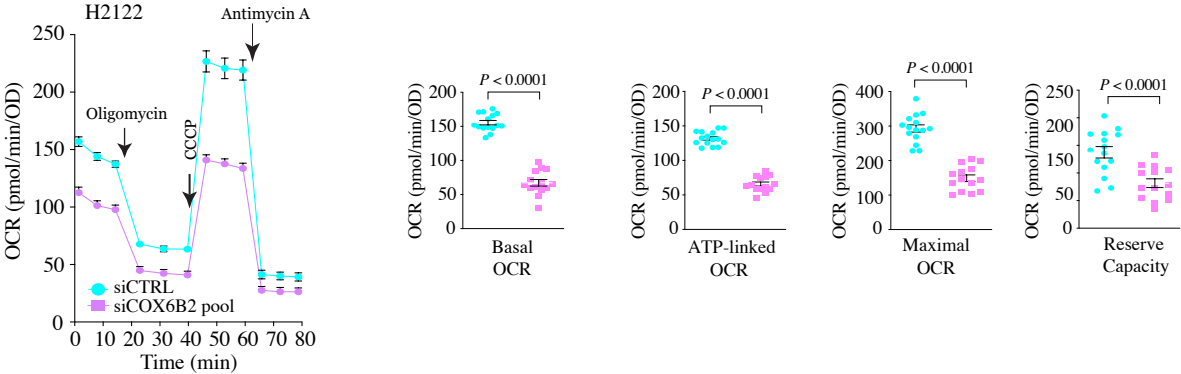 H2122
Antimycin A
Oligomycin
CCCP
OCR (pmol/min/OD)
250
200
150
100
50
0
siCTRL
siCOX6B2 pool
0 10 20 30 40 50 60 70 80
Time (min)
P < 0.0001
OCR (pmol/min/OD)
200
150
100
50
0
Basal
OCR
P < 0.0001
OCR (pmol/min/OD)
200
150
100
50
0
ATP-linked
OCR
P < 0.0001
OCR (pmol/min/OD)
400
300
200
100
0
Maximal
OCR
P < 0.0001
OCR (pmol/min/OD)
250
200
150
100
50
0
Reserve
Capacity